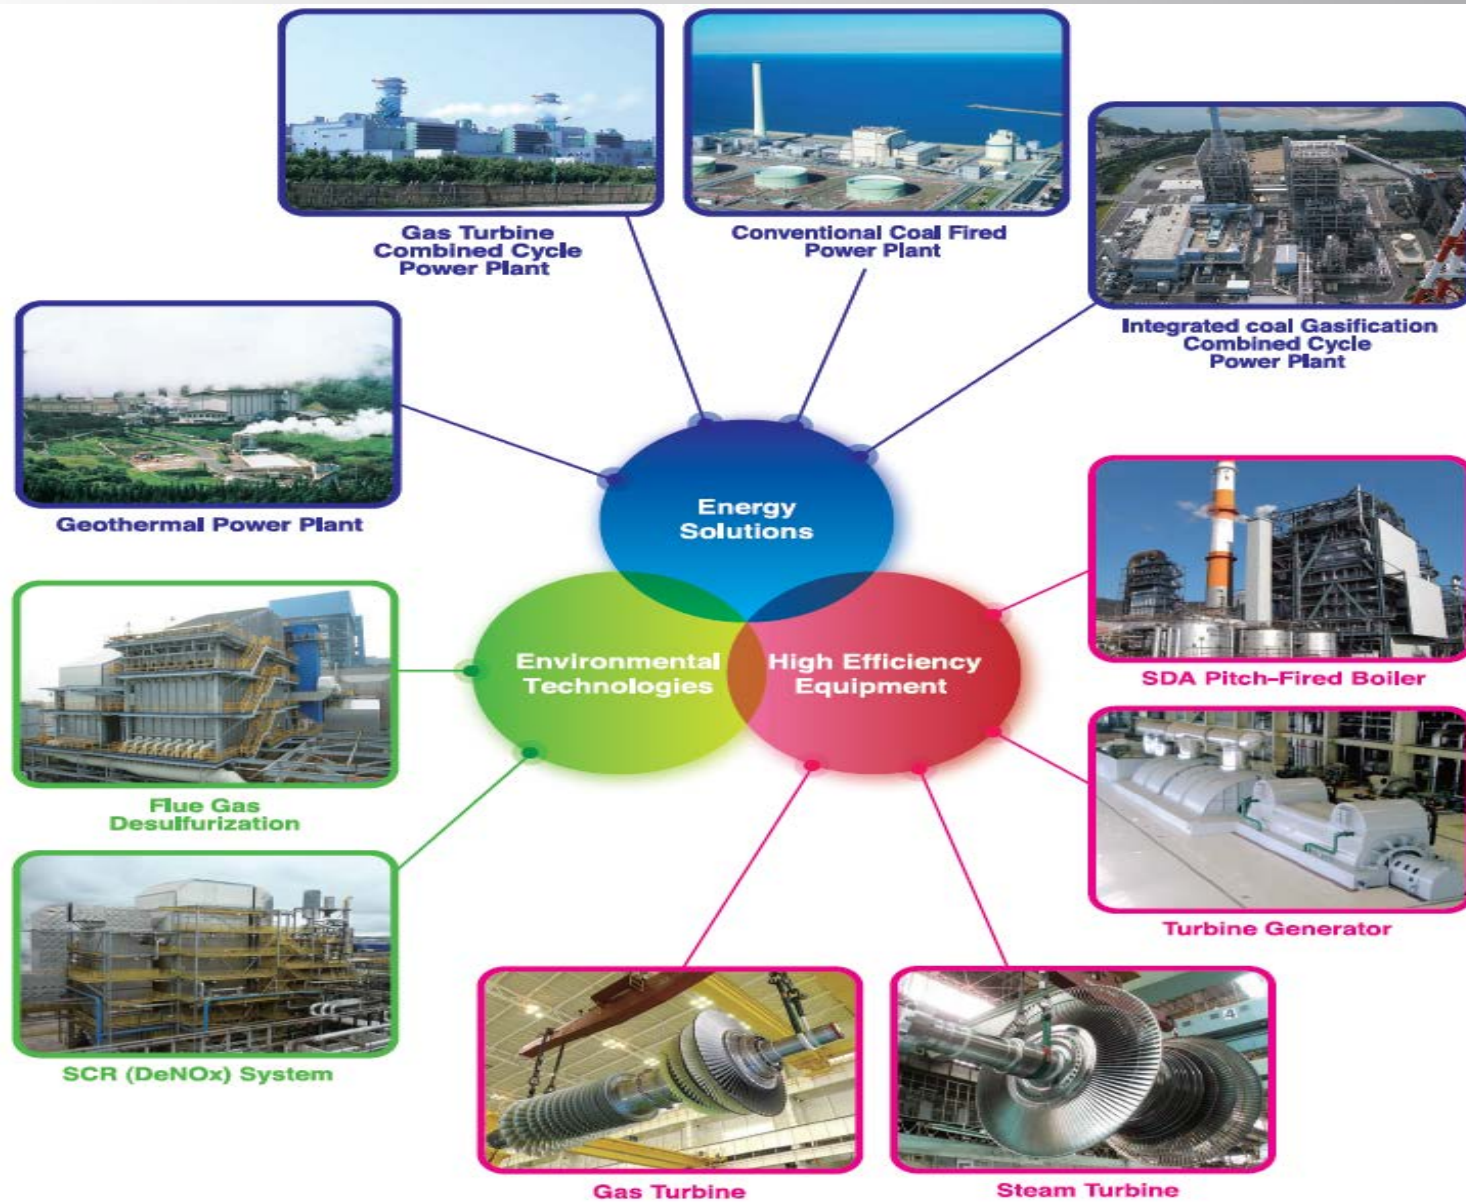 Gas Turbine
Combined Cycle
Power Plant
Conventional Coal Fired
Power Plant
Integrated coal Gasification
Combined Cycle
Power Plant
Geothermal Power Plant
Energy
Solutions
Environmental
Technologies
High Efficiency
Equipment
SDA Pitch-Fired Boiler
Flue Gas
Desulfurization
Turbine Generator
SCR (DeNOx) System
4
Gas Turbine
Steam Turbine